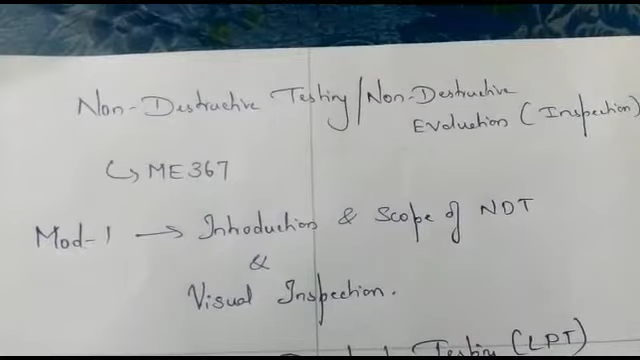 Non-Destructive Testing/Non-Destructive
Evaluation (Inspection)
↳ ME367
Mod-1 → Introduction & Scope of NDT
&
Visual Inspection.
Testing (LPT)